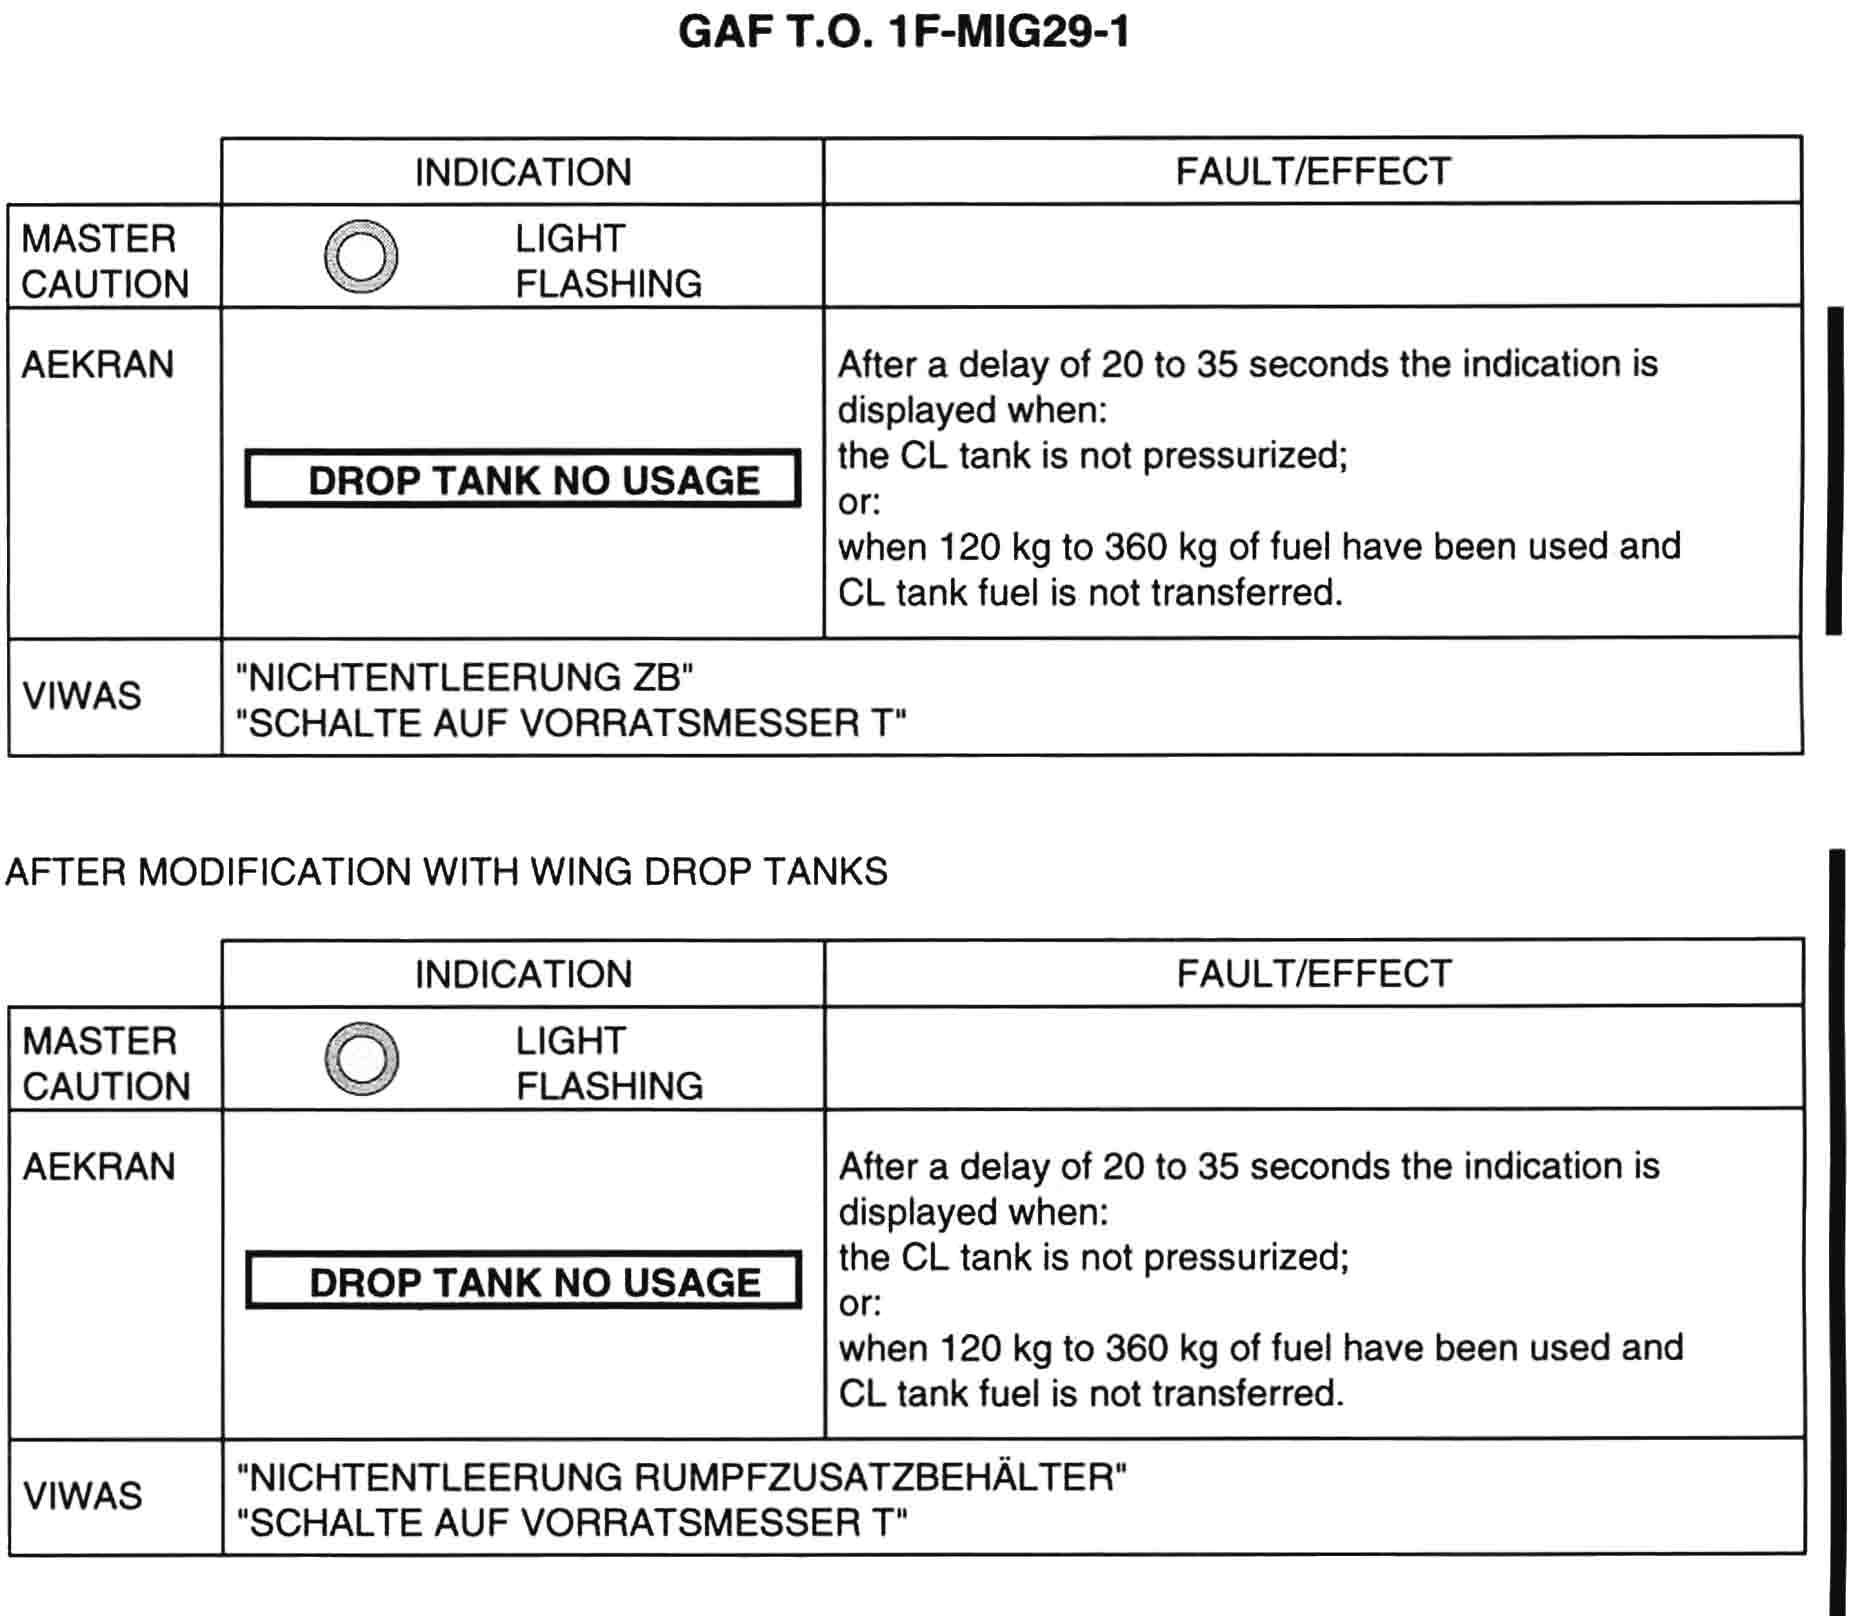 GAF T.O. 1F-MIG29-1
INDICATION FAULT/EFFECT
MASTER CAUTION LIGHT FLASHING
AEKRAN
DROP TANK NO USAGE
After a delay of 20 to 35 seconds the indication is
displayed when:
the CL tank is not pressurized;
or:
when 120 kg to 360 kg of fuel have been used and
CL tank fuel is not transferred.
VIWAS
"NICHTENTLEERUNG ZB"
"SCHALTE AUF VORRATSMESSER T"
AFTER MODIFICATION WITH WING DROP TANKS
INDICATION FAULT/EFFECT
MASTER CAUTION LIGHT FLASHING
AEKRAN
DROP TANK NO USAGE
After a delay of 20 to 35 seconds the indication is
displayed when:
the CL tank is not pressurized;
or:
when 120 kg to 360 kg of fuel have been used and
CL tank fuel is not transferred.
VIWAS
"NICHTENTLEERUNG RUMPFZUSATZBEHÄLTER"
"SCHALTE AUF VORRATSMESSER T"